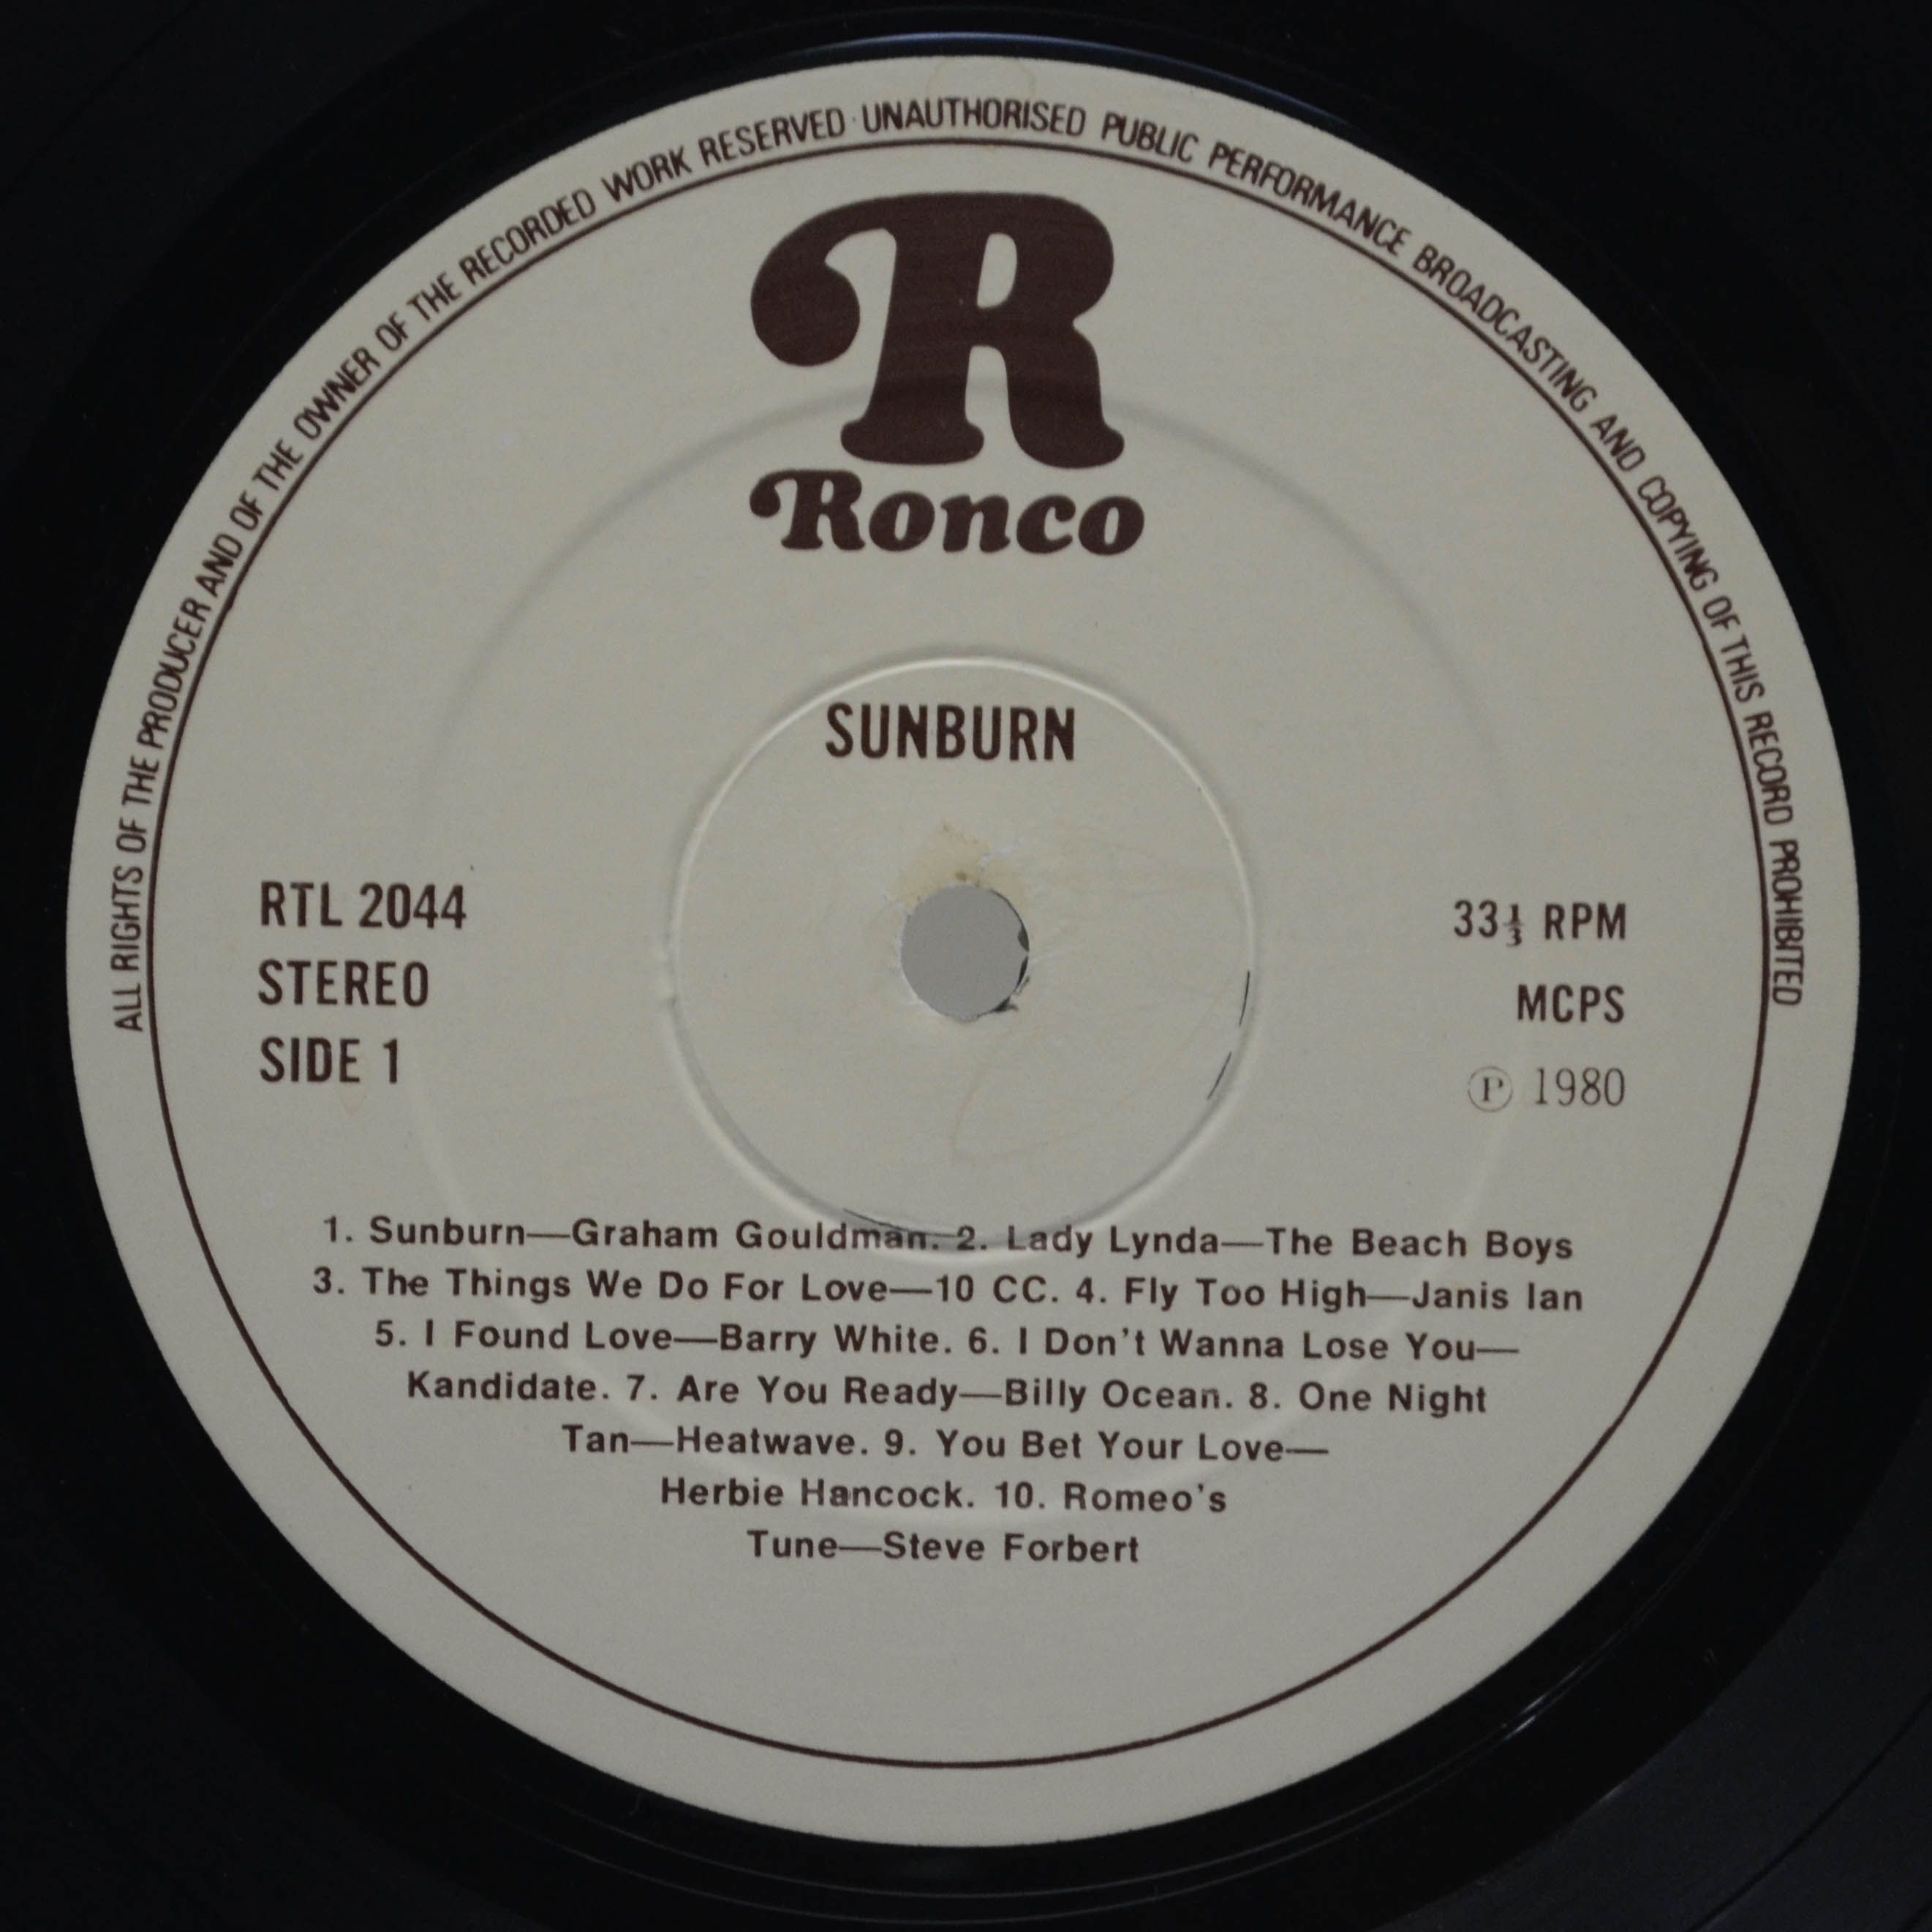 ALL RIGHTS OF THE PRODUCER AND OF THE OWNER OF THE RECORDED WORK RESERVED · UNAUTHORISED PUBLIC PERFORMANCE BROADCASTING AND COPYING OF THIS RECORD PROHIBITED
R
Ronco
SUNBURN
RTL 2044
STEREO
SIDE 1
33⅓ RPM
MCPS
Ⓟ 1980
1. Sunburn—Graham Gouldman. 2. Lady Lynda—The Beach Boys
3. The Things We Do For Love—10 CC. 4. Fly Too High—Janis Ian
5. I Found Love—Barry White. 6. I Don't Wanna Lose You—
Kandidate. 7. Are You Ready—Billy Ocean. 8. One Night
Tan—Heatwave. 9. You Bet Your Love—
Herbie Hancock. 10. Romeo's
Tune—Steve Forbert